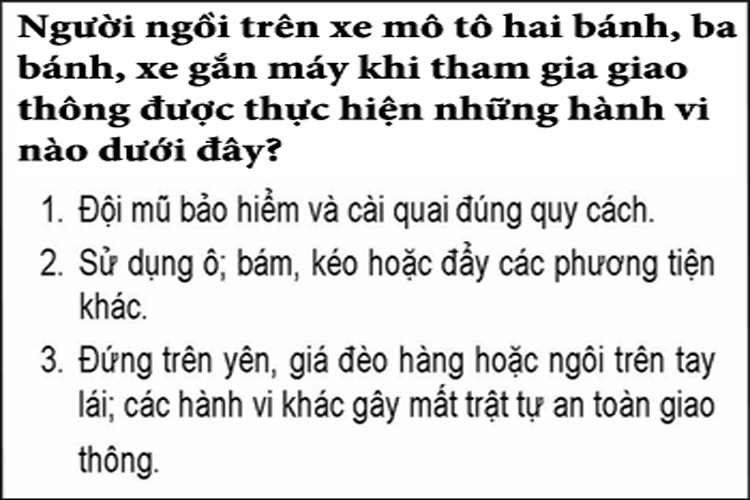 Người ngồi trên xe mô tô hai bánh, ba
bánh, xe gắn máy khi tham gia giao
thông được thực hiện những hành vi
nào dưới đây?
1. Đội mũ bảo hiểm và cài quai đúng quy cách.
2. Sử dụng ô; bám, kéo hoặc đẩy các phương tiện
khác.
3. Đứng trên yên, giá đèo hàng hoặc ngôi trên tay
lái; các hành vi khác gây mất trật tự an toàn giao
thông.